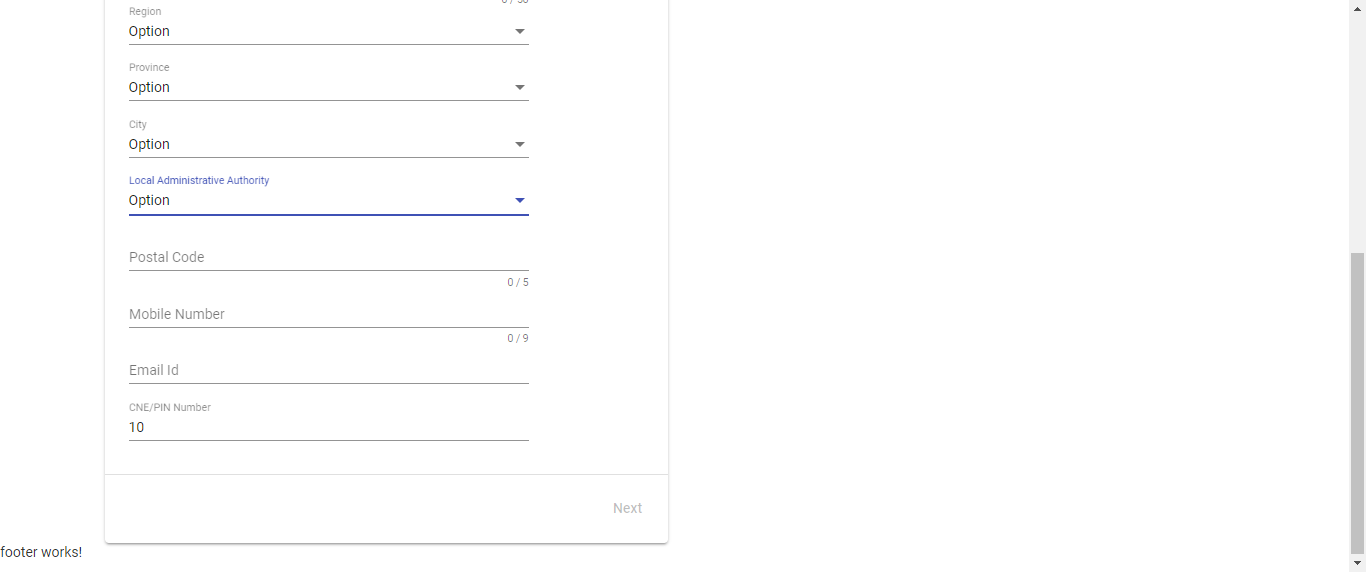 Region
Option
Province
Option
City
Option
Local Administrative Authority
Option
Postal Code
0 / 5
Mobile Number
0 / 9
Email Id
CNE/PIN Number
10
Next
footer works!